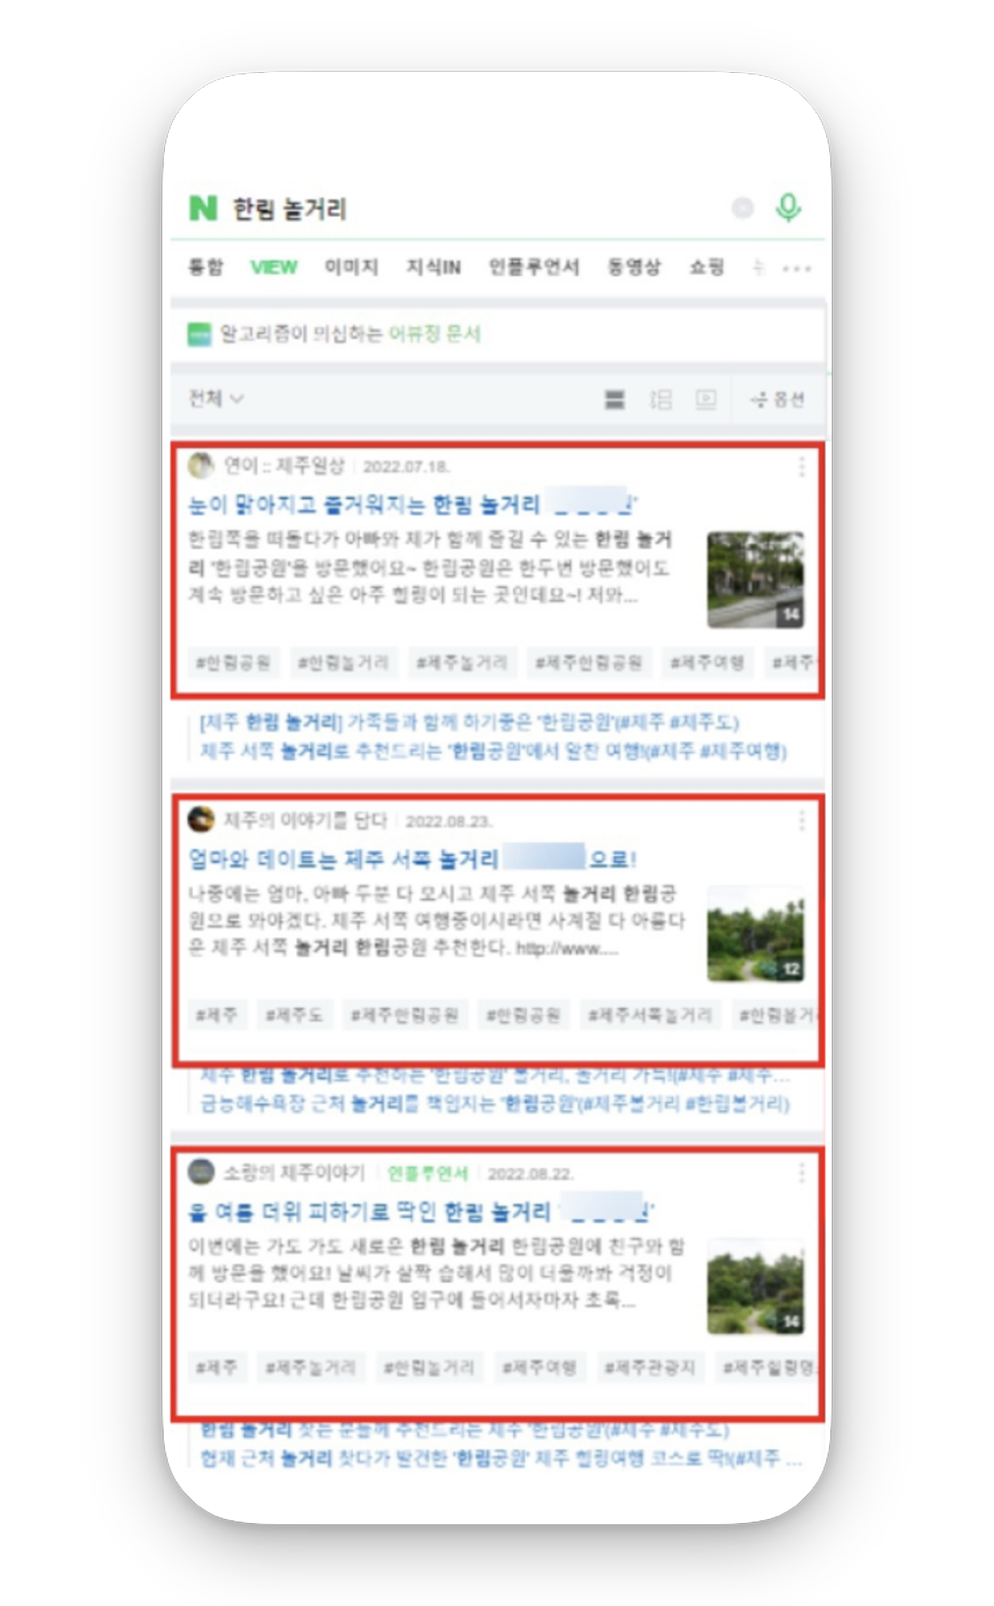 N 한림 놀거리
통합 VIEW 이미지 지식iN 인플루언서 동영상 쇼핑
알고리즘이 의심하는 어뷰징 문서
전체 옵션
연이 :: 제주일상 2022.07.18.
눈이 맑아지고 즐거워지는 한림 놀거리
한림쪽을 떠돌다가 아빠와 제가 함께 즐길 수 있는 한림 놀거
리 '한림공원'을 방문했어요~ 한림공원은 한두번 방문했어도
계속 방문하고 싶은 아주 힐링이 되는 곳인데요~! 저와...
14
#한림공원 #한림놀거리 #제주놀거리 #제주한림공원 #제주여행 #제주
[제주 한림 놀거리] 가족들과 함께 하기좋은 '한림공원'(#제주 #제주도)
제주 서쪽 놀거리로 추천드리는 '한림공원'에서 알찬 여행!(#제주 #제주여행)
제주의 이야기를 담다 2022.08.23.
엄마와 데이트는 제주 서쪽 놀거리 으로!
나중에는 엄마, 아빠 두분 다 모시고 제주 서쪽 놀거리 한림공
원으로 와야겠다. 제주 서쪽 여행중이시라면 사계절 다 아름다
운 제주 서쪽 놀거리 한림공원 추천한다. http://www....
12
#제주 #제주도 #제주한림공원 #한림공원 #제주서쪽놀거리
제주 한림 놀거리로 추천하는 '한림공원' 볼거리, 놀거리 가득!(#제주 #제주...
금능해수욕장 근처 놀거리를 책임지는 '한림공원'(#제주볼거리 #한림볼거리)
소랑의 제주이야기 인플루언서 2022.08.22.
올 여름 더위 피하기로 딱인 한림 놀거리
이번에는 가도 가도 새로운 한림 놀거리 한림공원에 친구와 함
께 방문을 했어요! 날씨가 살짝 습해서 많이 더울까봐 걱정이
되더라구요! 근데 한림공원 입구에 들어서자마자 초록...
14
#제주 #제주놀거리 #한림놀거리 #제주여행 #제주관광지 #제주힐링명
한림 놀거리 찾는 분들께 추천드리는 제주 '한림공원'(#제주 #제주도)
협재 근처 놀거리 찾다가 발견한 '한림공원' 제주 힐링여행 코스로 딱!(#제주 ...